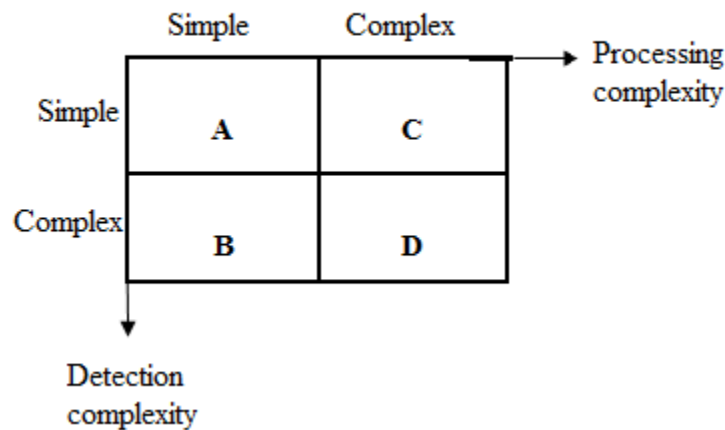 Simple Complex
Processing
complexity
Simple
A C
Complex
B D
Detection
complexity